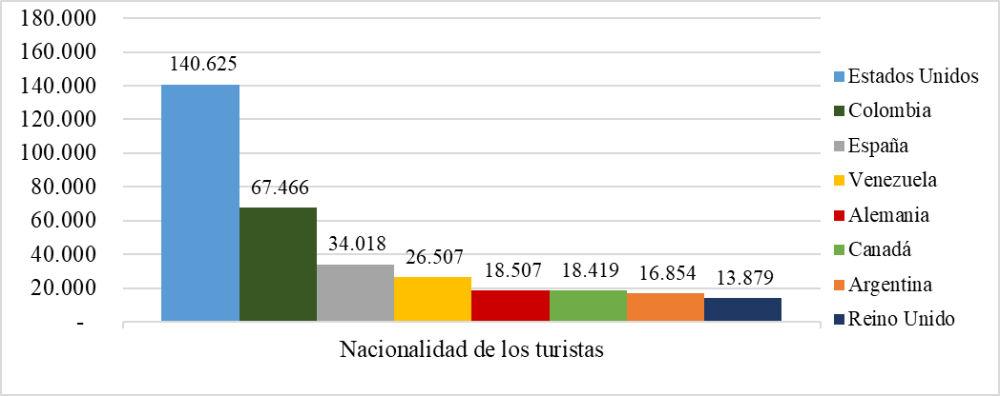 180.000
160.000
140.000
120.000
100.000
80.000
60.000
40.000
20.000
-
140.625
67.466
34.018
26.507
18.507
18.419
16.854
13.879
Nacionalidad de los turistas
Estados Unidos
Colombia
España
Venezuela
Alemania
Canadá
Argentina
Reino Unido